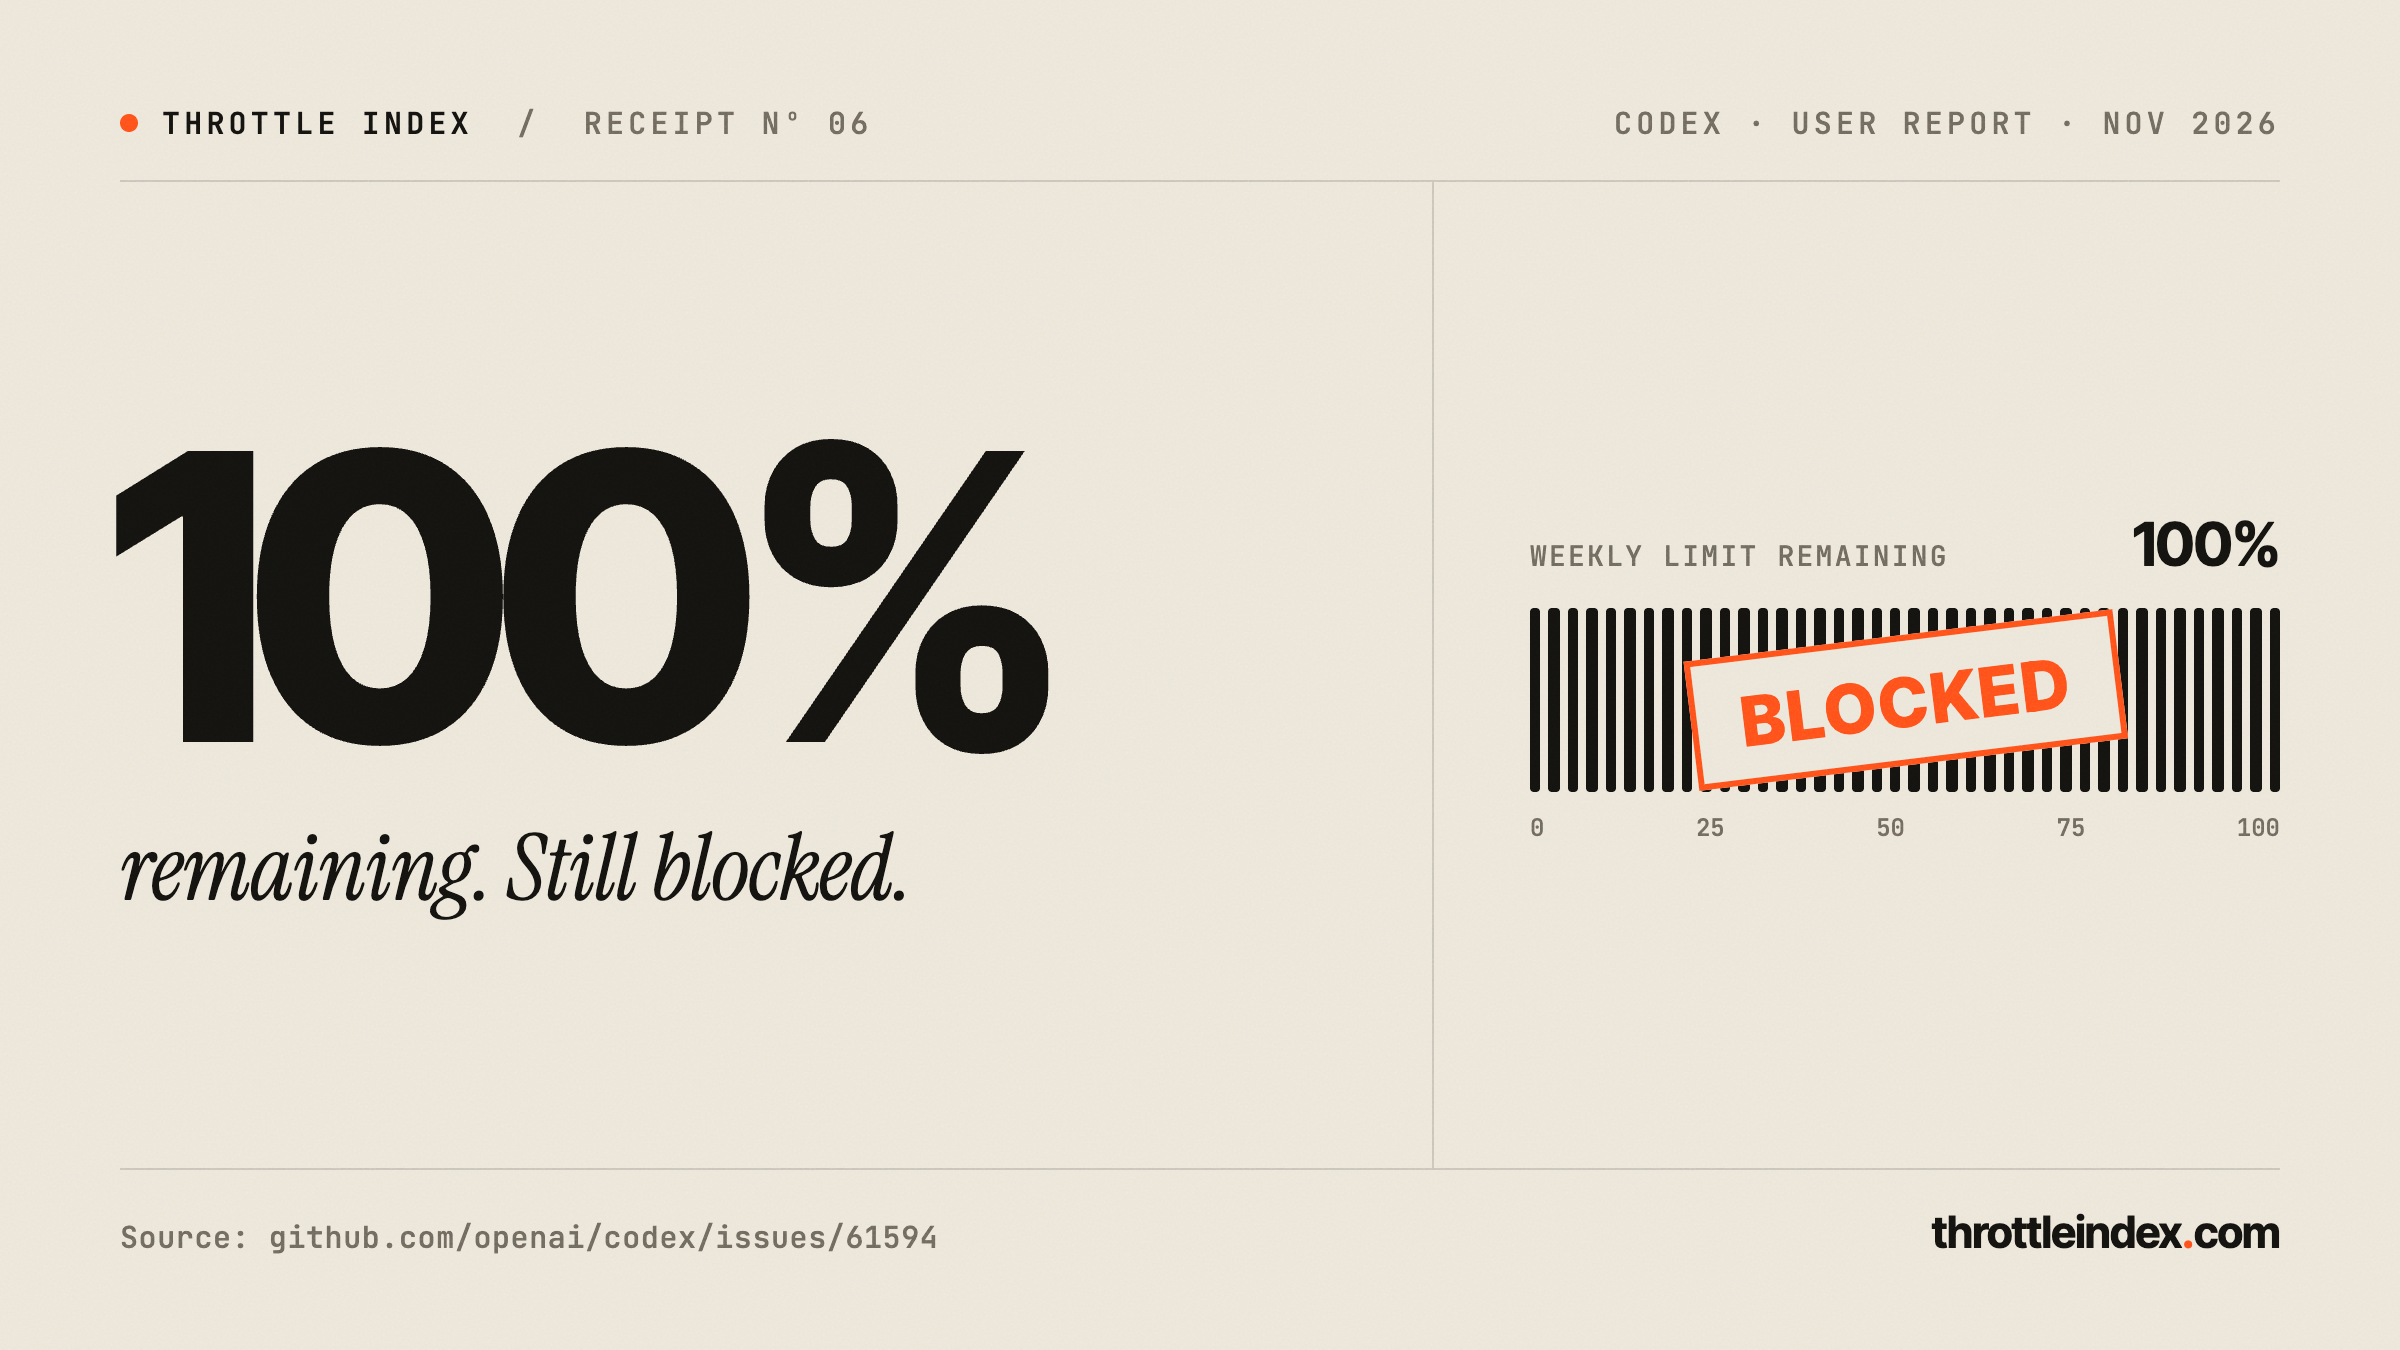 THROTTLE INDEX / RECEIPT Nº 06
CODEX · USER REPORT · NOV 2026
100%
remaining. Still blocked.
WEEKLY LIMIT REMAINING 100%
BLOCKED
0 25 50 75 100
Source: github.com/openai/codex/issues/61594
throttleindex.com